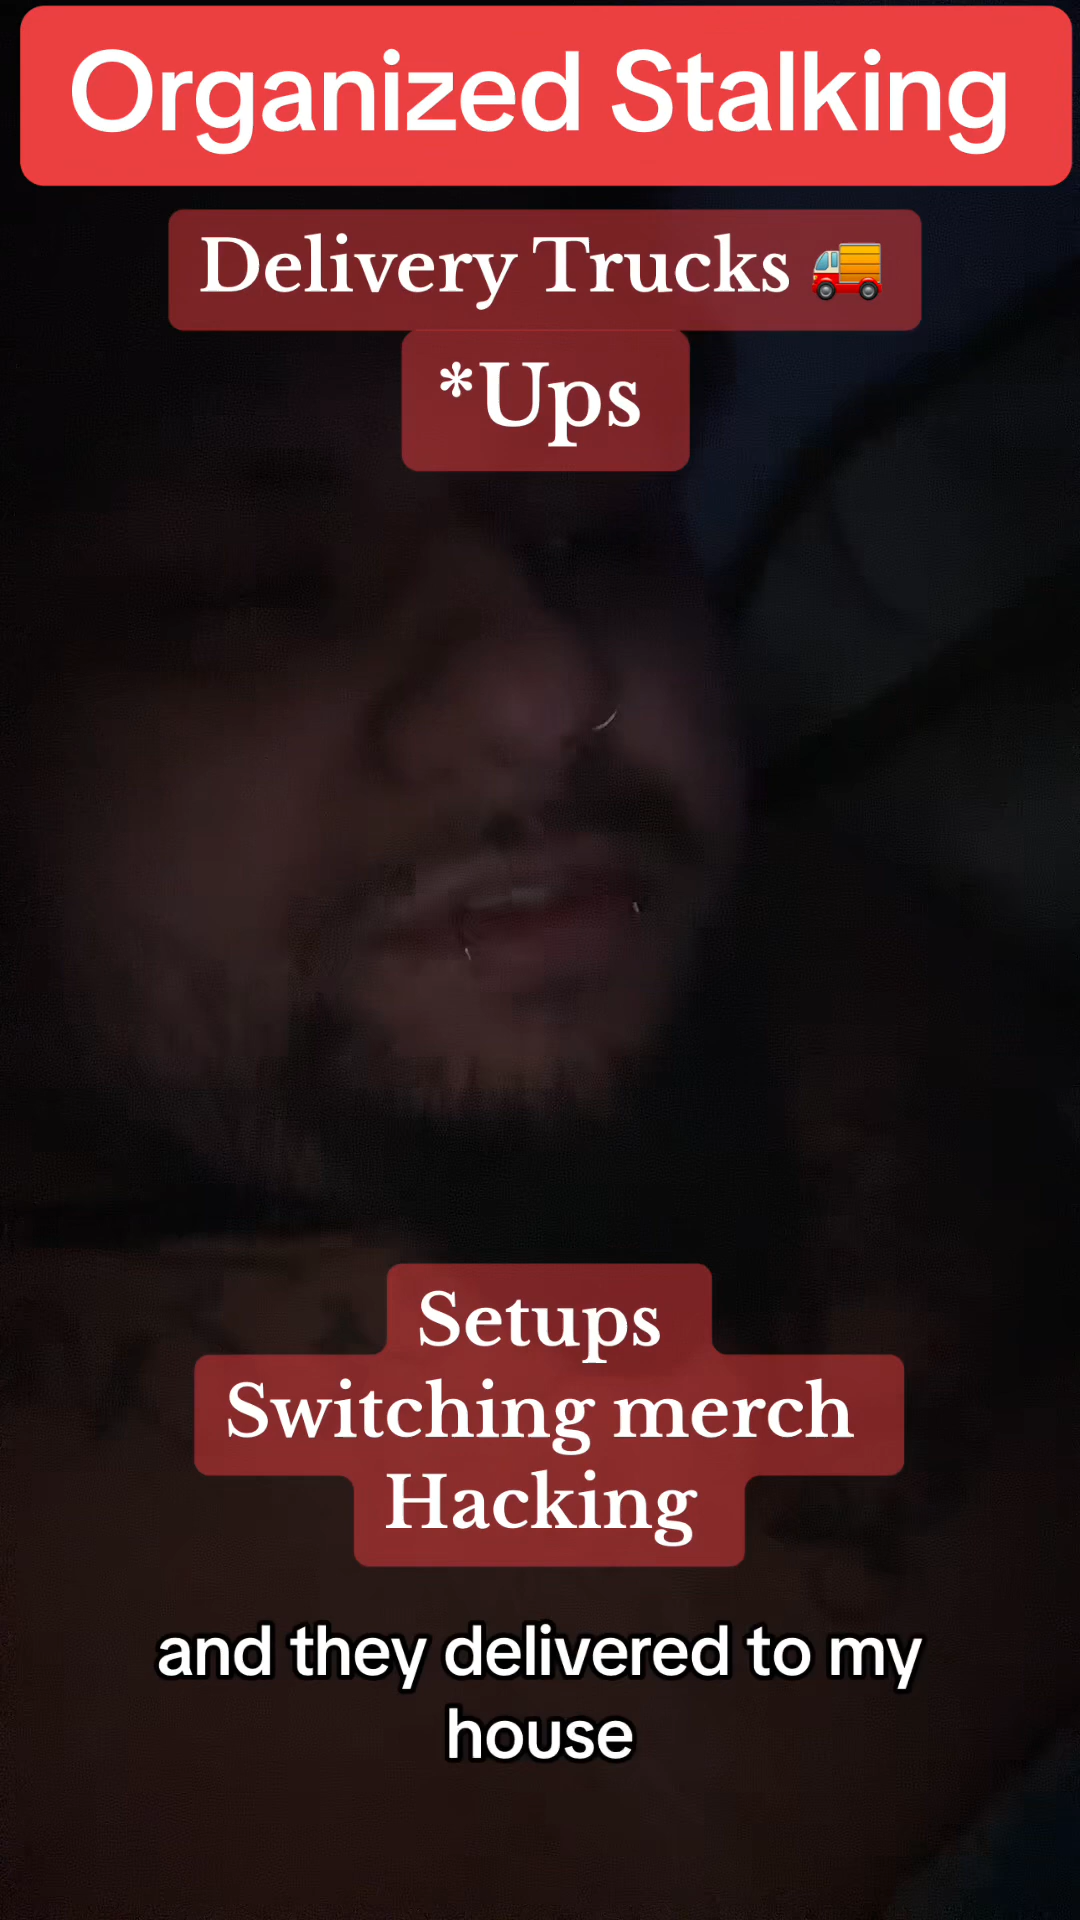 Organized Stalking
Delivery Trucks 🚚
*Ups
Setups
Switching merch
Hacking
and they delivered to my
house